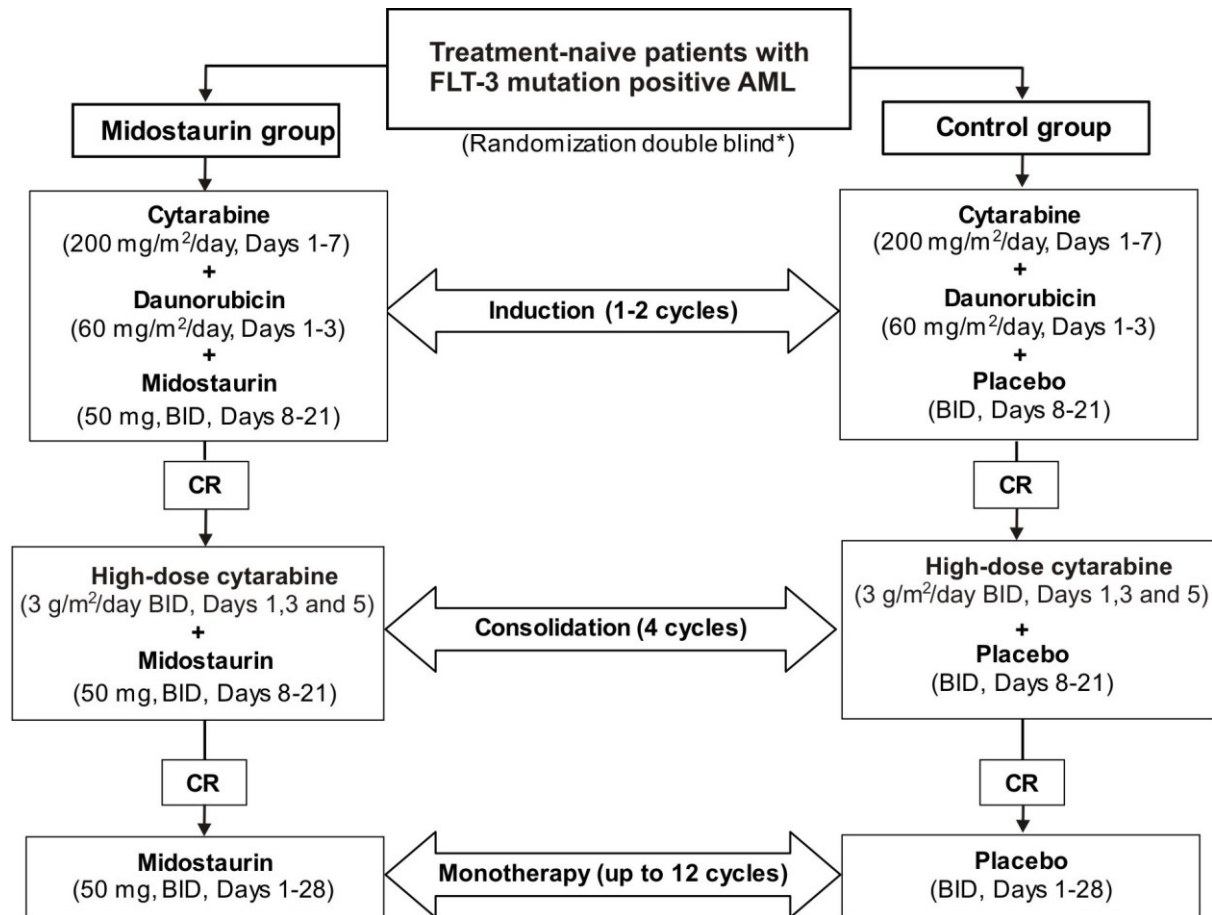 Treatment-naive patients with
FLT-3 mutation positive AML
(Randomization double blind*)
Midostaurin group
Control group
Cytarabine
(200 mg/m²/day, Days 1-7)
+
Daunorubicin
(60 mg/m²/day, Days 1-3)
+
Midostaurin
(50 mg, BID, Days 8-21)
Induction (1-2 cycles)
Cytarabine
(200 mg/m²/day, Days 1-7)
+
Daunorubicin
(60 mg/m²/day, Days 1-3)
+
Placebo
(BID, Days 8-21)
CR
CR
High-dose cytarabine
(3 g/m²/day BID, Days 1,3 and 5)
+
Midostaurin
(50 mg, BID, Days 8-21)
Consolidation (4 cycles)
High-dose cytarabine
(3 g/m²/day BID, Days 1,3 and 5)
+
Placebo
(BID, Days 8-21)
CR
CR
Midostaurin
(50 mg, BID, Days 1-28)
Monotherapy (up to 12 cycles)
Placebo
(BID, Days 1-28)